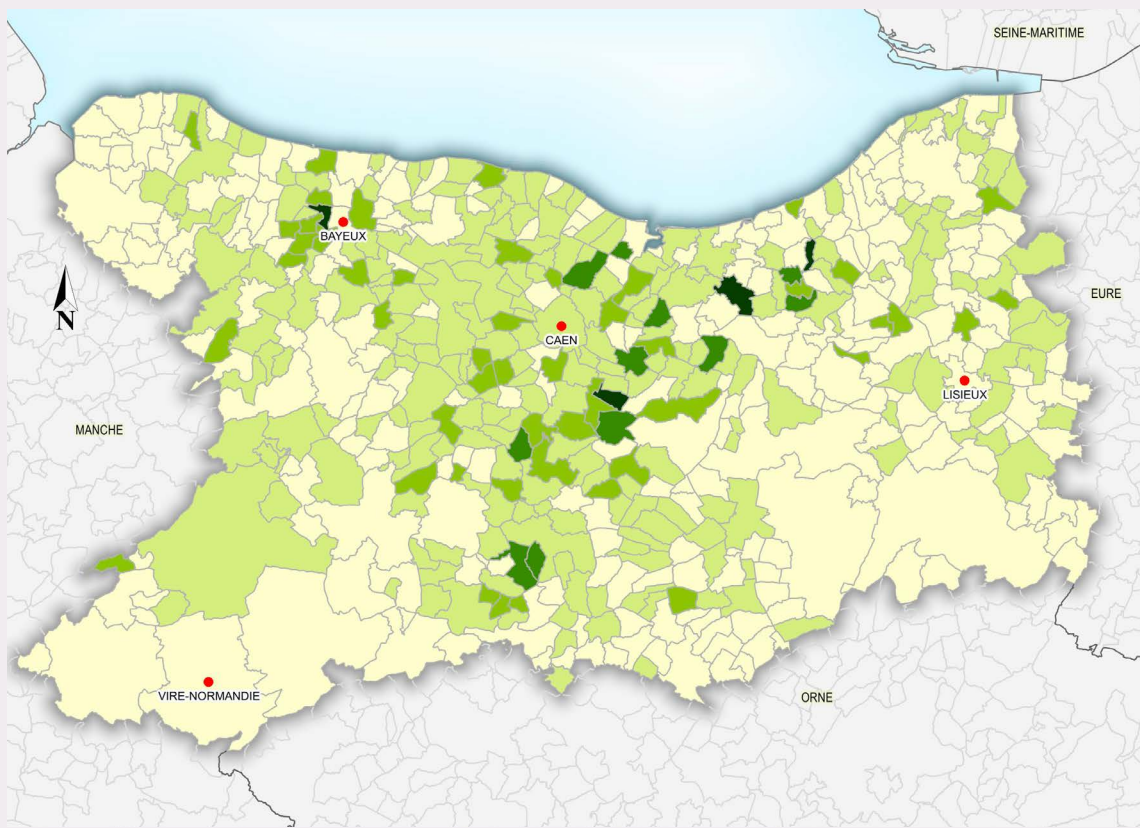 SEINE-MARITIME
BAYEUX
EURE
N
CAEN
LISIEUX
MANCHE
VIRE-NORMANDIE
ORNE